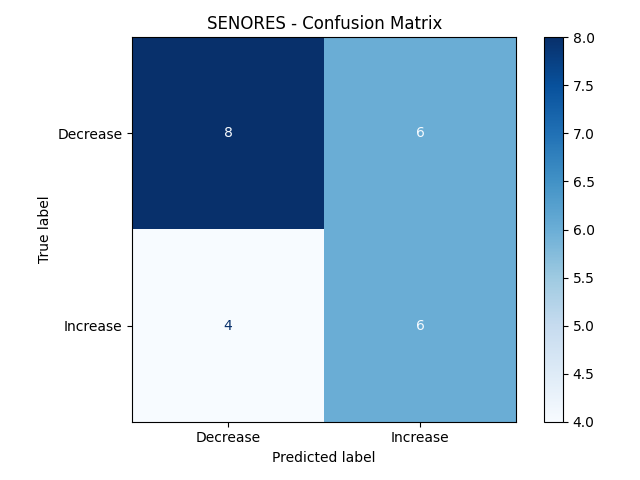 SENORES - Confusion Matrix
8.0
7.5
7.0
6.5
6.0
5.5
5.0
4.5
4.0
True label
Decrease
8 6
Increase
4 6
Decrease Increase
Predicted label